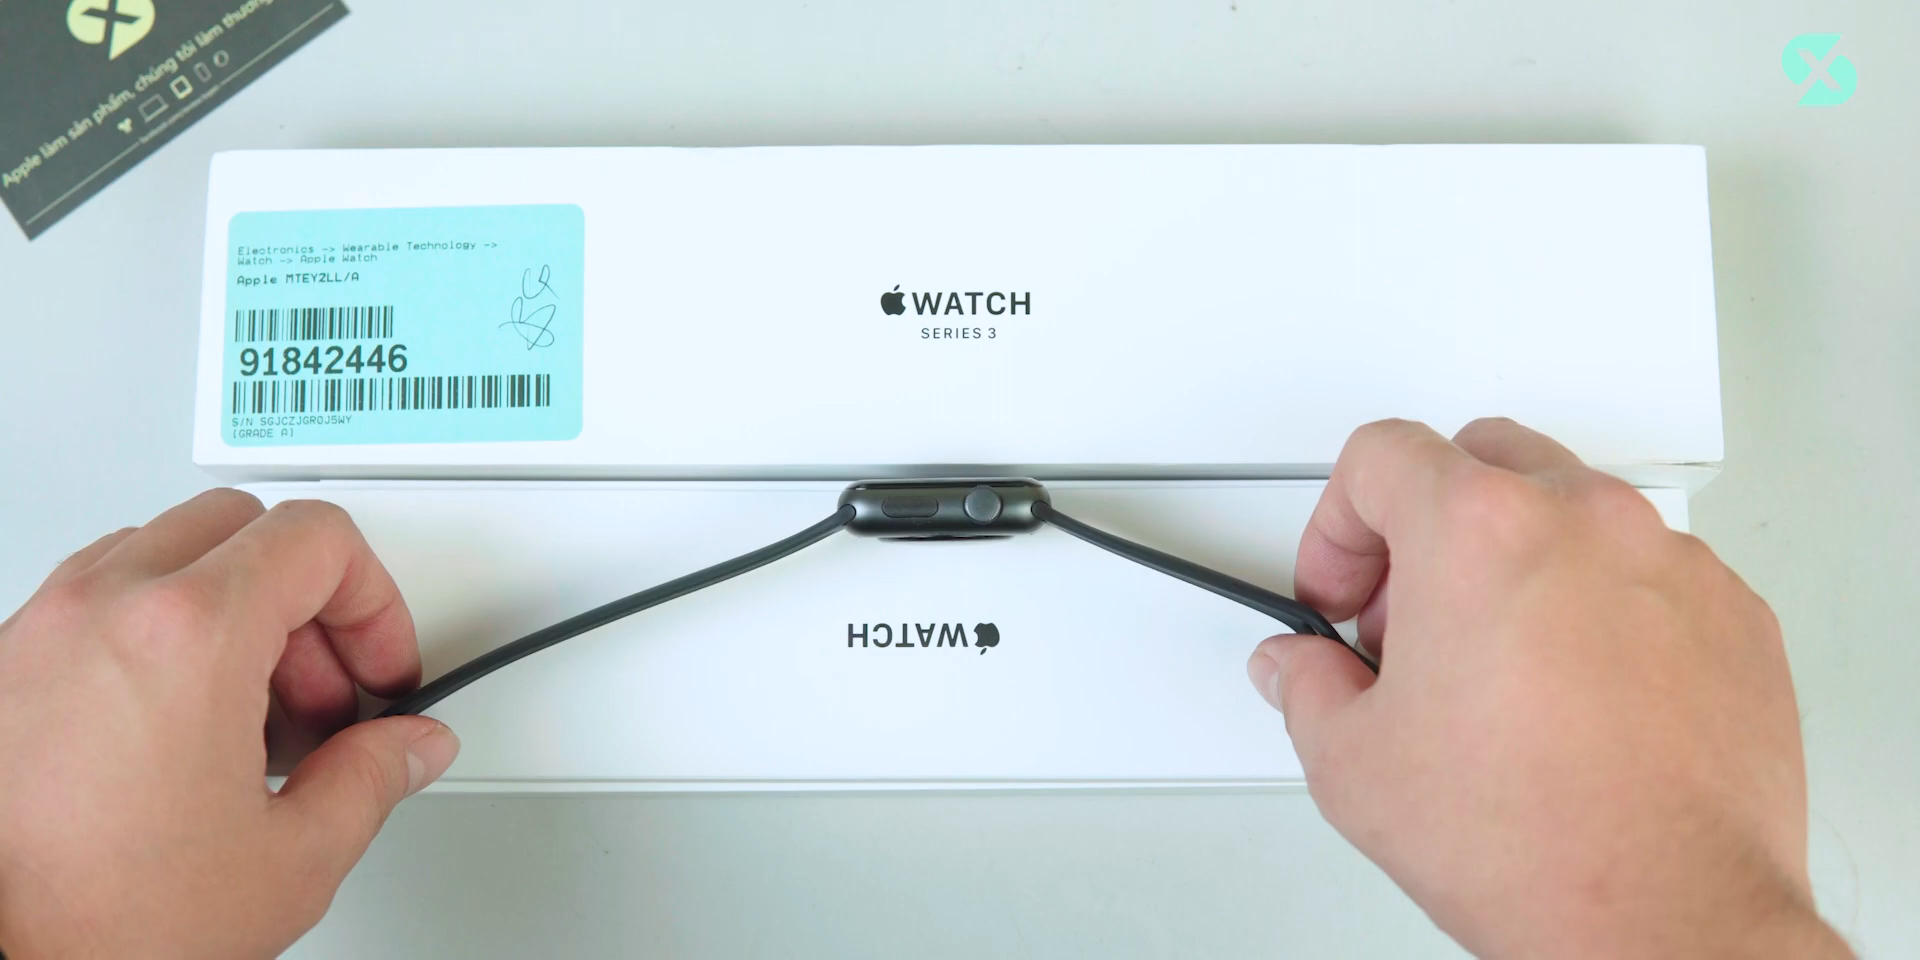 Apple làm sản phẩm, chúng tôi làm thương
Electronics -> Wearable Technology ->
Watch -> Apple Watch
Apple MTEY2LL/A
91842446
S/N SGJCZJGR0J5WY
[GRADE A]
WATCH
SERIES 3
WATCH